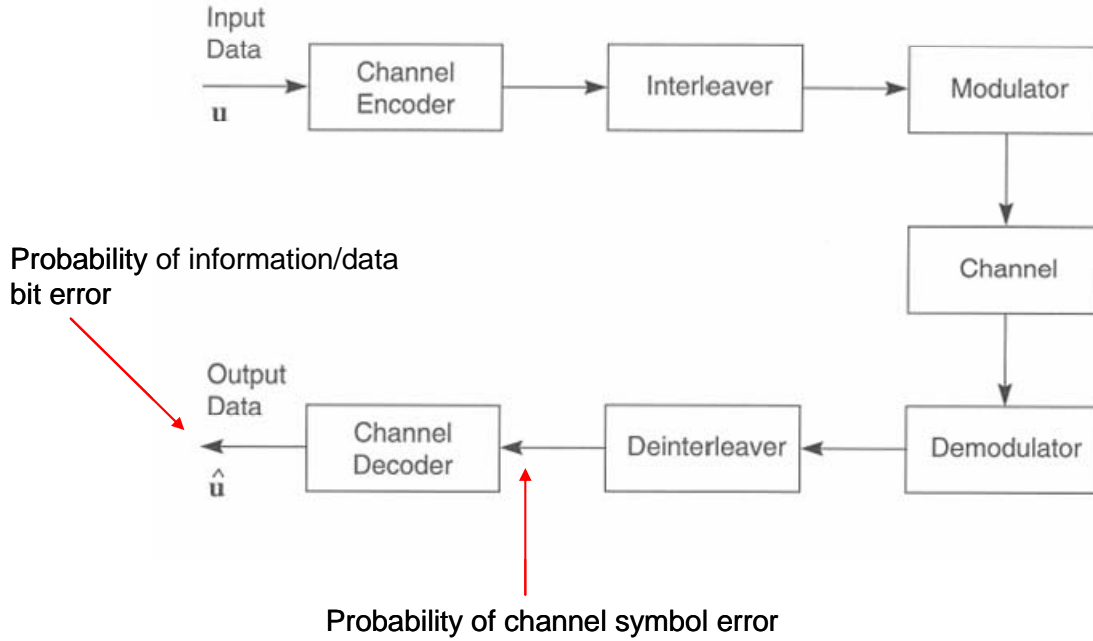 Input
Data
u
Channel
Encoder
Interleaver
Modulator
Channel
Probability of information/data
bit error
Output
Data
û
Channel
Decoder
Deinterleaver
Demodulator
Probability of channel symbol error